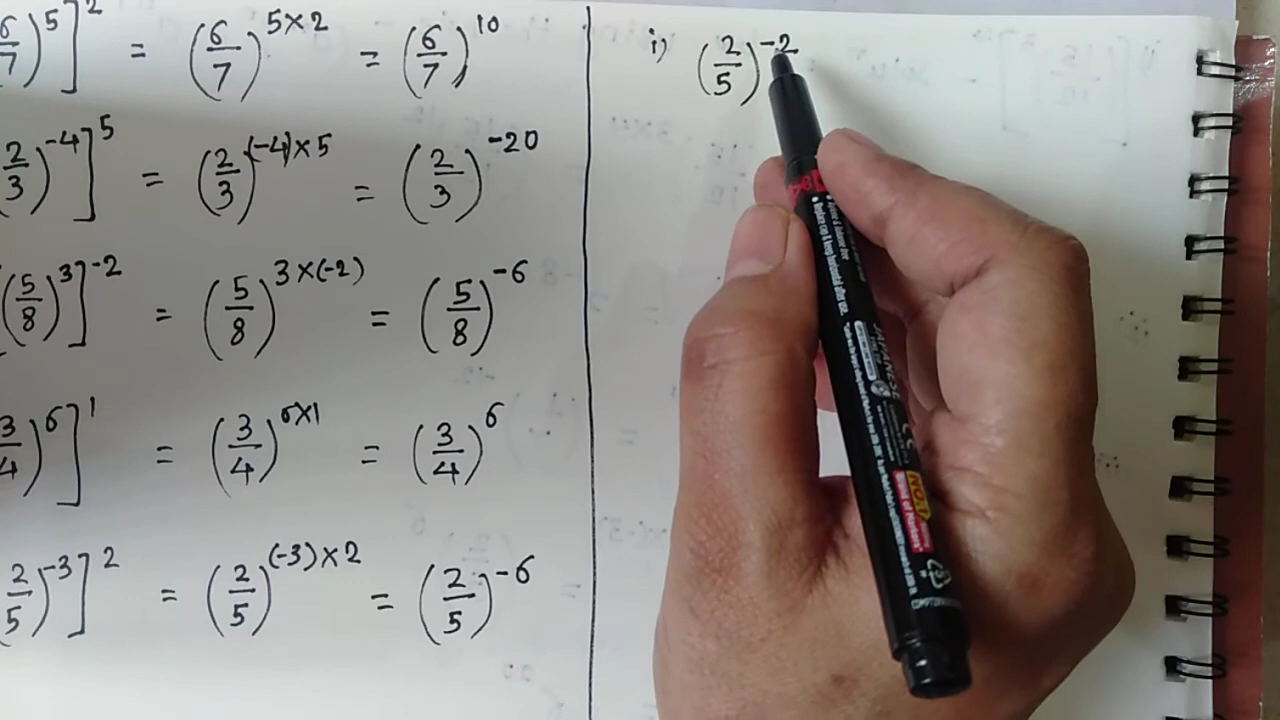 (6/7)^5]^2 = (6/7)^5×2 = (6/7)^10
(2/3)^-4]^5 = (2/3)^(-4)×5 = (2/3)^-20
(5/8)^3]^-2 = (5/8)^3×(-2) = (5/8)^-6
(3/4)^6]^1 = (3/4)^6×1 = (3/4)^6
(2/5)^-3]^2 = (2/5)^(-3)×2 = (2/5)^-6
i) (2/5)^-2
JAPANESE
NO.1